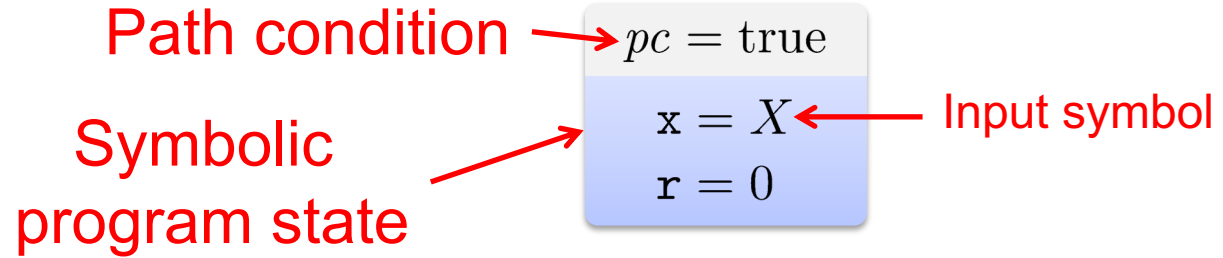 Path condition
pc = true
x = X
Input symbol
Symbolic
program state
r = 0